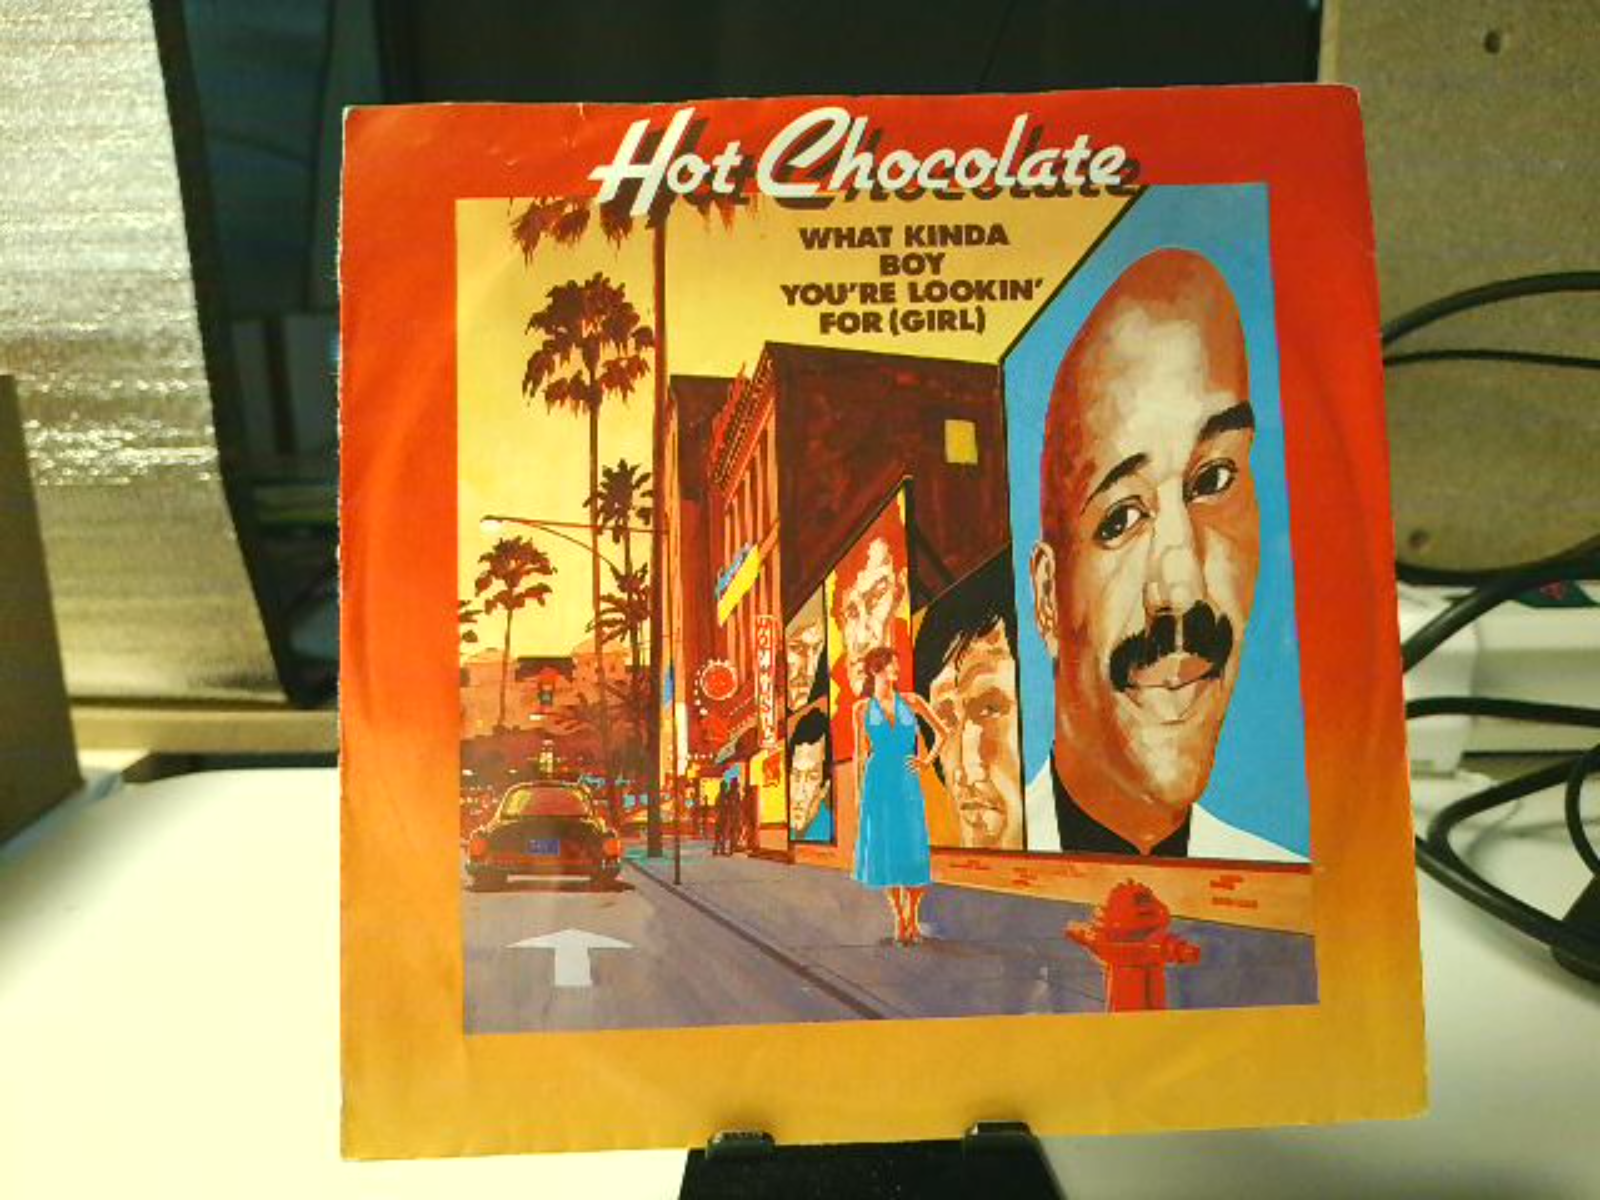 Hot Chocolate
WHAT KINDA
BOY
YOU'RE LOOKIN'
FOR (GIRL)